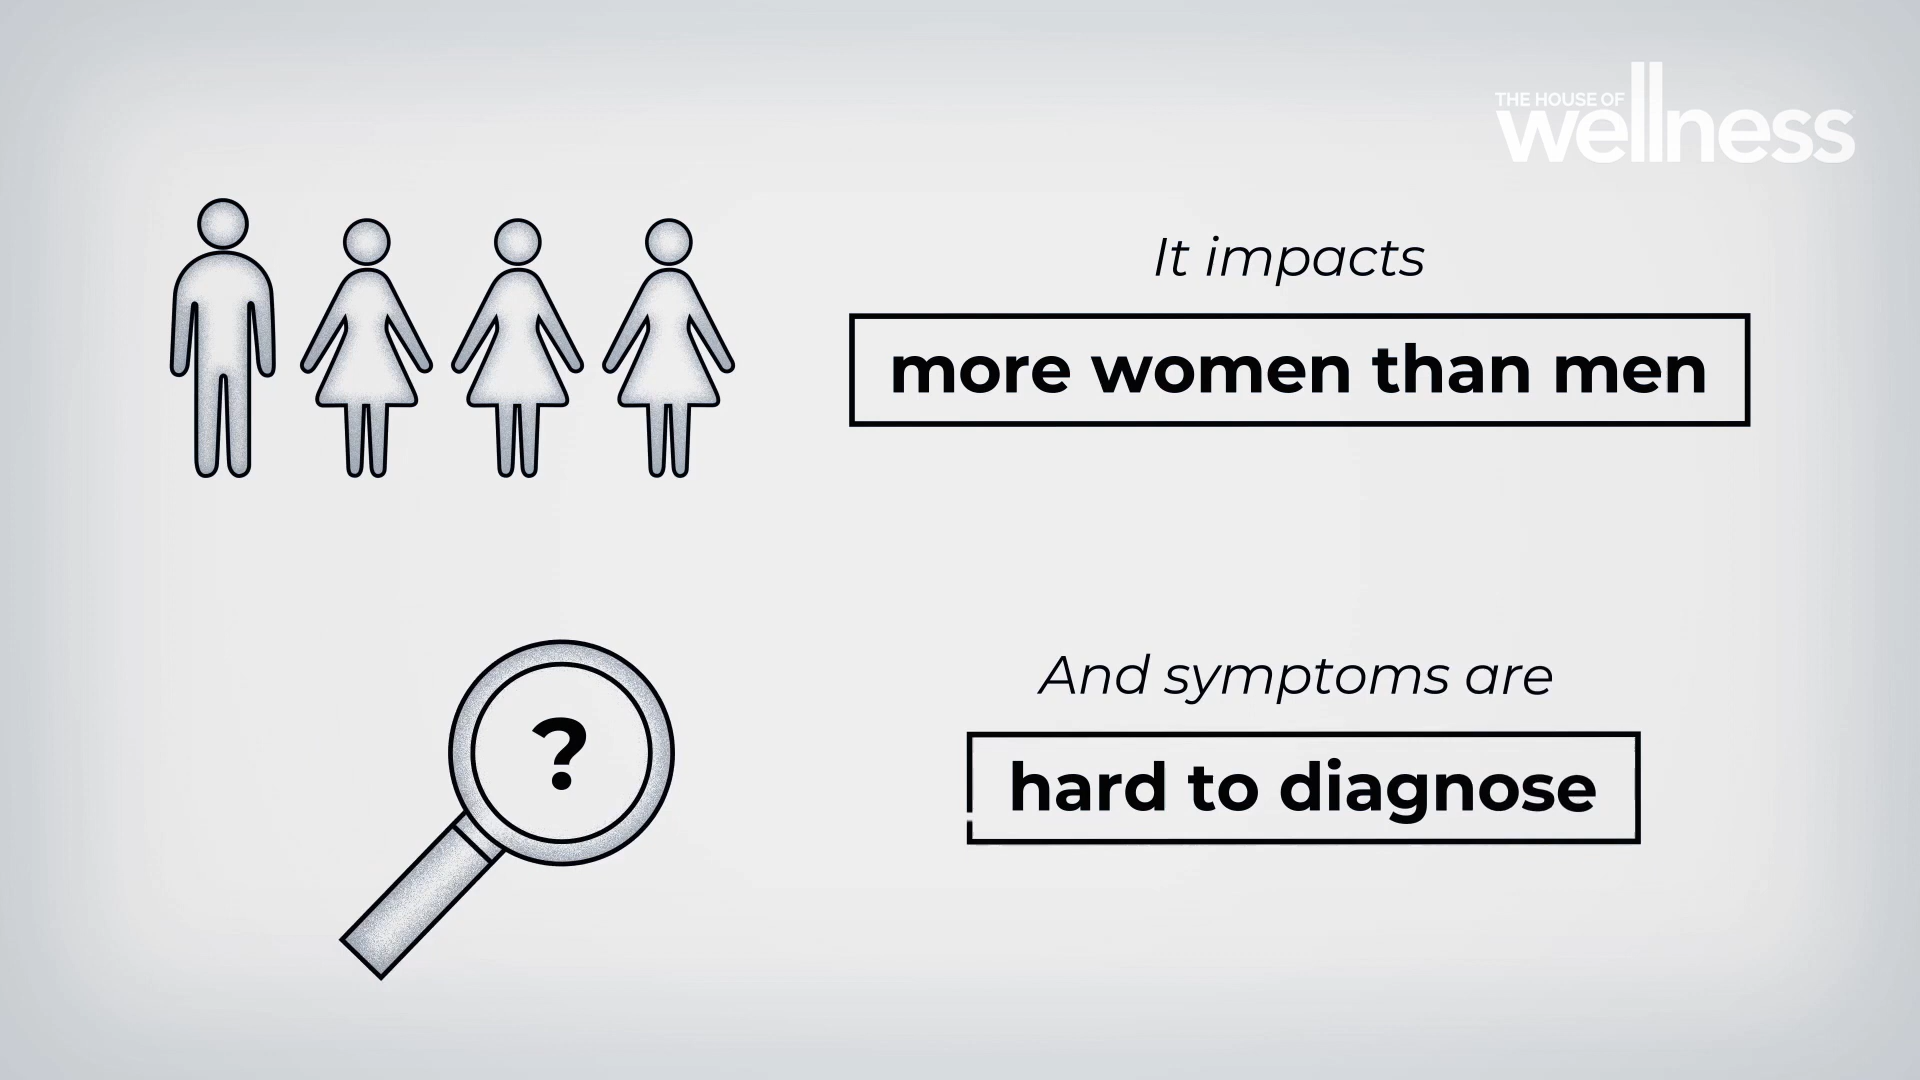 THE HOUSE OF
wellness
It impacts
more women than men
?
And symptoms are
hard to diagnose